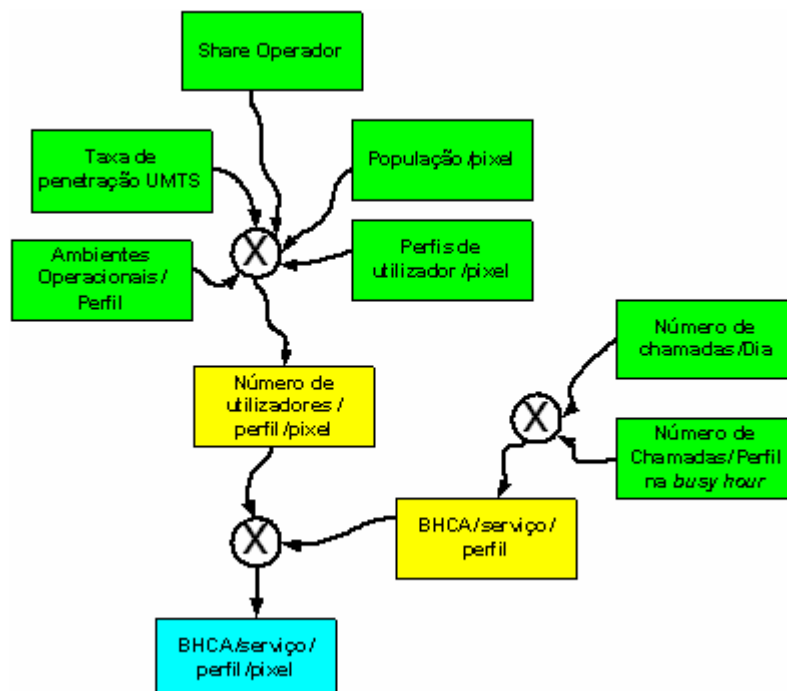 Share Operador
Taxa de
penetração UMTS
População/pixel
Ambientes
Operacionais/
Perfil
Perfis de
utilizador/pixel
X
Número de
chamadas/Dia
Número de
utilizadores/
perfil/pixel
X
Número de
Chamadas/Perfil
na busy hour
BHCA/serviço/
perfil
X
BHCA/serviço/
perfil/pixel